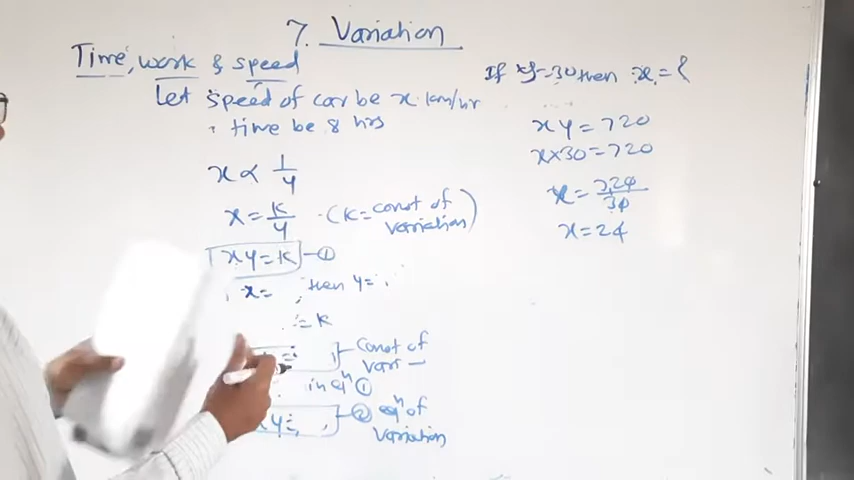 7. Variation
Time, work & speed
Let speed of car be x km/hr
time be 8 hrs
x ∝ 1/y
x = K/y (K = const of variation)
xy = K — ①
x= , then y=
= K
= Const of
vari —
in eqⁿ ①
xy= — ② eqⁿ of
Variation
If y=30 then x = {
xy = 720
x×30 = 720
x = 720/30
x = 24